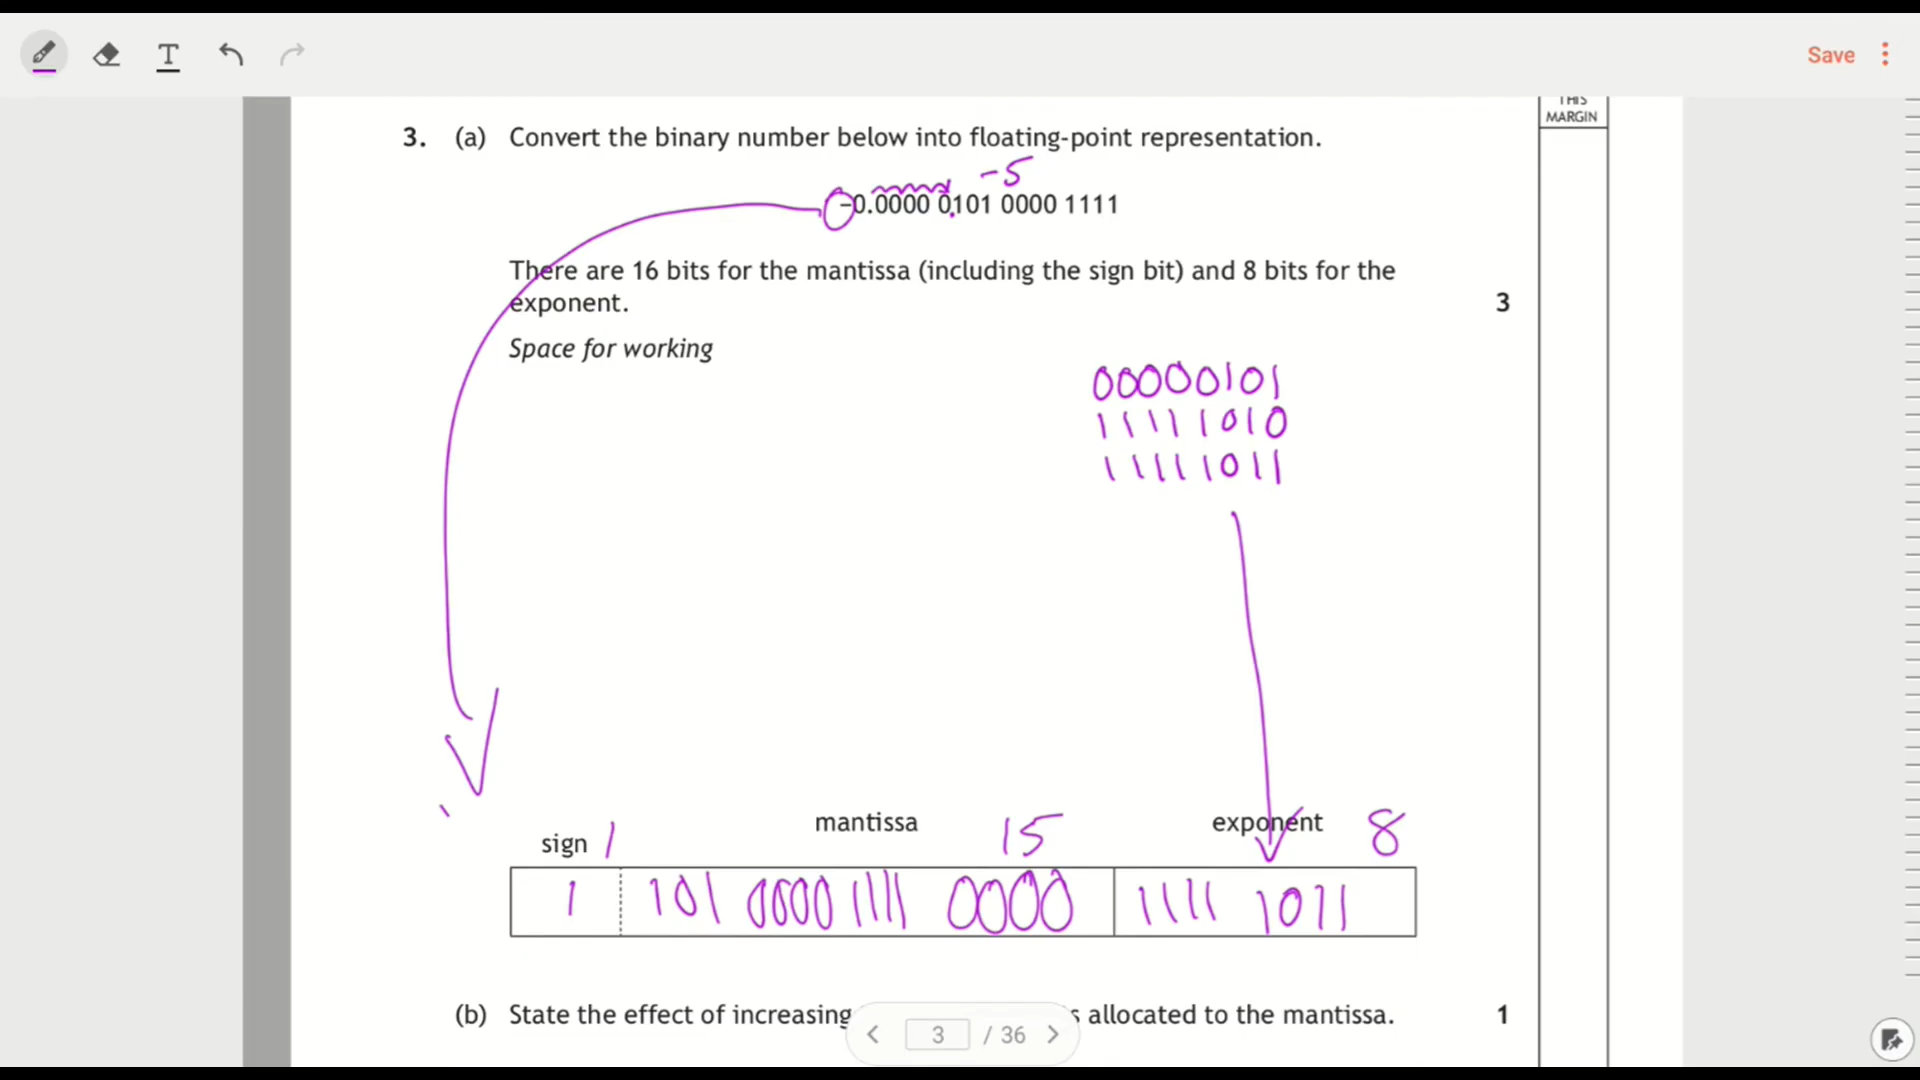 T
Save
THIS
MARGIN
3. (a) Convert the binary number below into floating-point representation.
-5
-0.0000 0101 0000 1111
There are 16 bits for the mantissa (including the sign bit) and 8 bits for the
exponent.
3
Space for working
00000101
11111010
11111011
sign 1 mantissa 15 exponent 8
1 101 0000 1111 0000 1111 1011
(b) State the effect of increasing s allocated to the mantissa. 1
3 / 36